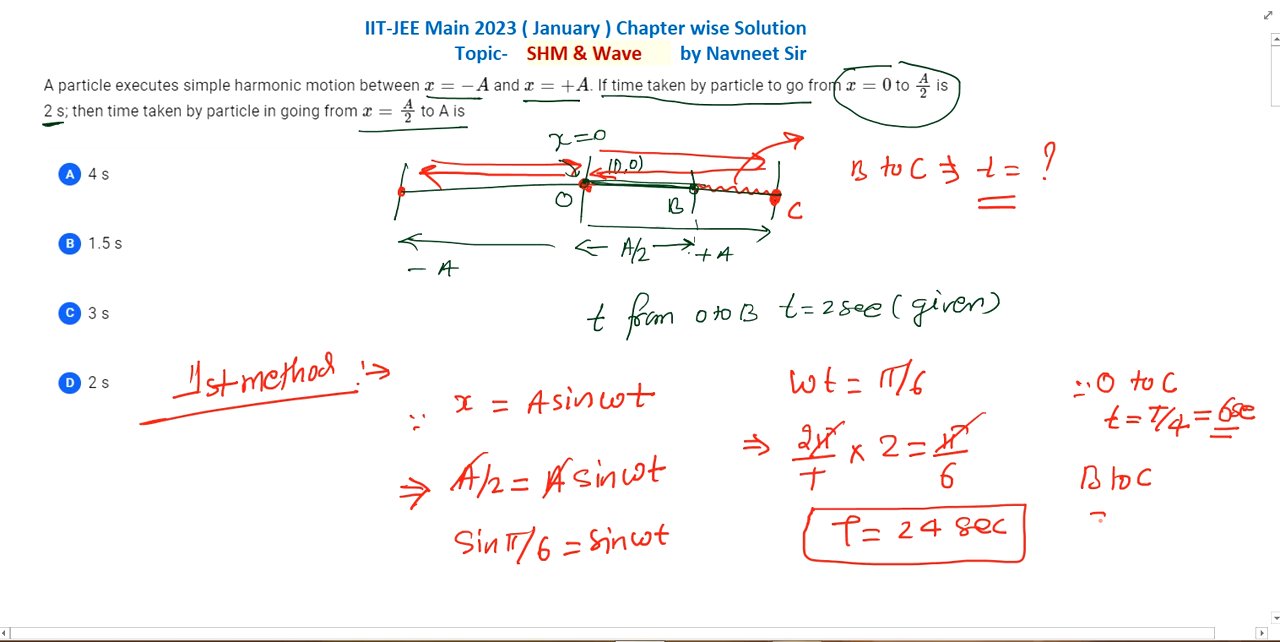 IIT-JEE Main 2023 ( January ) Chapter wise Solution
Topic- SHM & Wave by Navneet Sir
A particle executes simple harmonic motion between x = −A and x = +A. If time taken by particle to go from x = 0 to A/2 is
2 s; then time taken by particle in going from x = A/2 to A is
A 4 s
B 1.5 s
C 3 s
D 2 s
x=0
(0,0)
O
B
C
A/2
+A
− A
B to C ⇒ t = ?
t from 0 to B t = 2 sec (given)
1st method :⇒
∵ x = A sin ωt
⇒ A/2 = A sin ωt
Sin π/6 = sin ωt
ωt = π/6
⇒ 2π/T × 2 = π/6
T = 24 sec
∵ O to C
t = T/4 = 6se
B to C
=